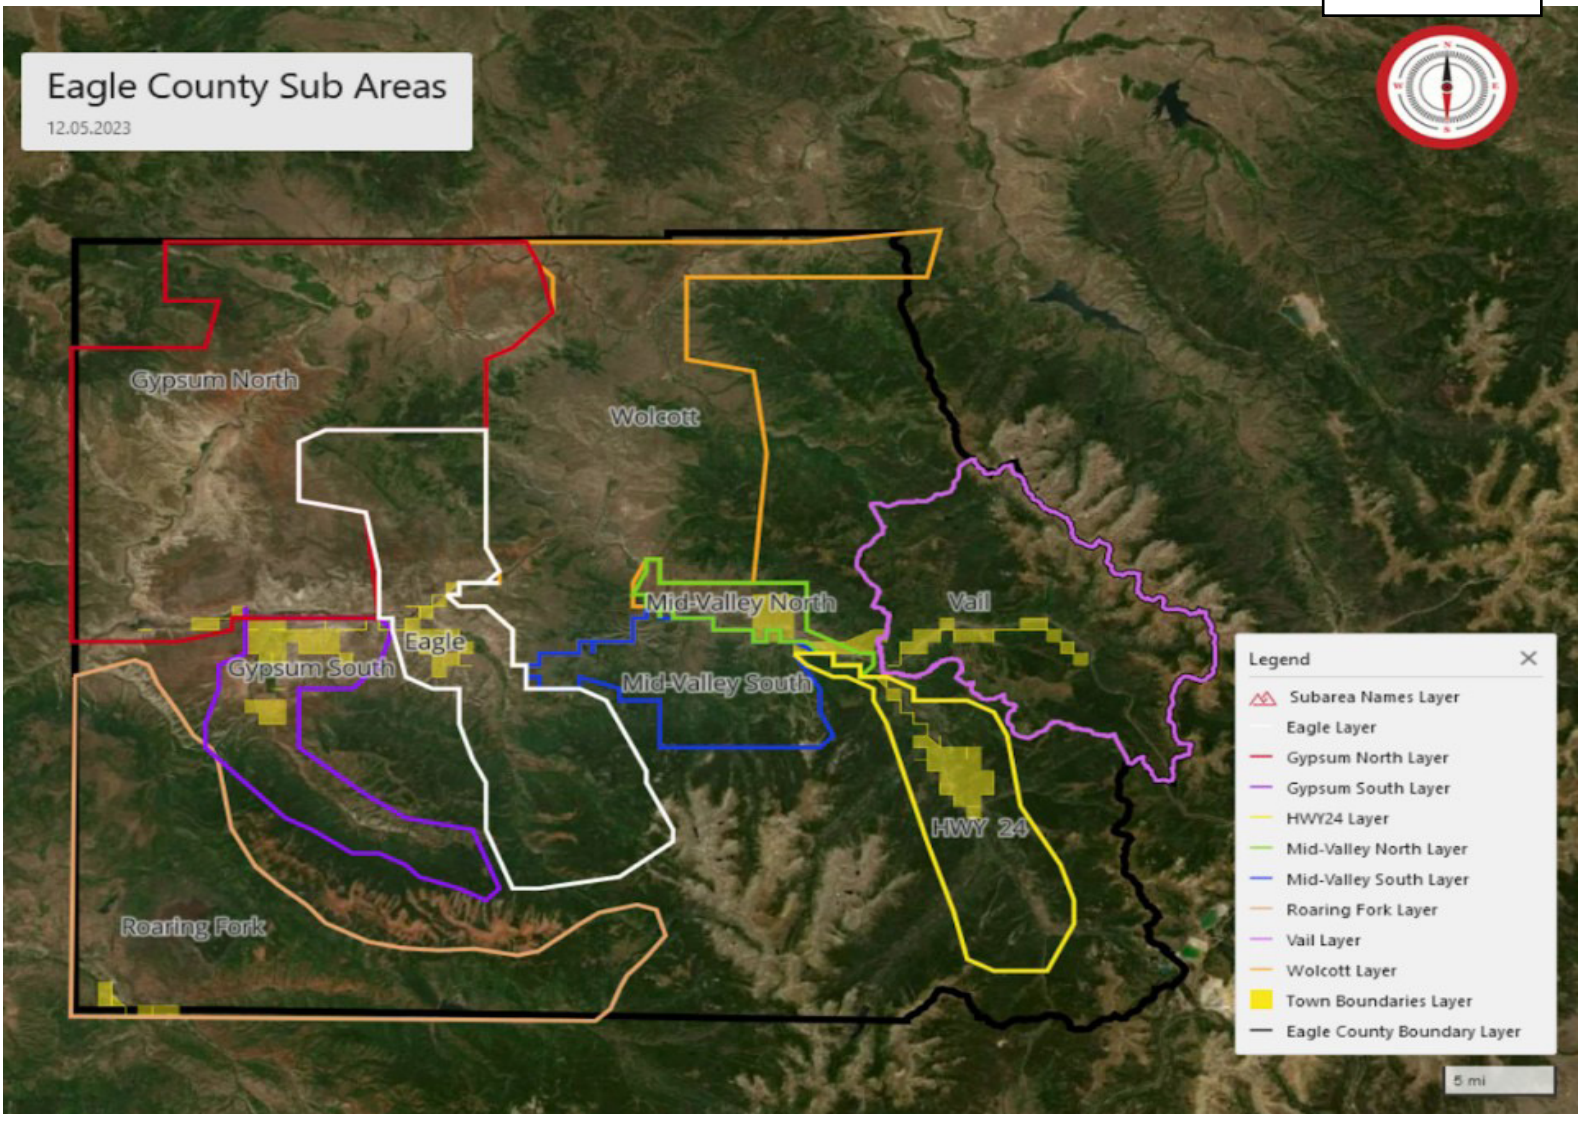 Eagle County Sub Areas
12.05.2023
N
W
E
S
Gypsum North
Wolcott
Mid-Valley North
Vail
Eagle
Gypsum South
Mid-Valley South
HWY 24
Roaring Fork
Legend
Subarea Names Layer
Eagle Layer
Gypsum North Layer
Gypsum South Layer
HWY24 Layer
Mid-Valley North Layer
Mid-Valley South Layer
Roaring Fork Layer
Vail Layer
Wolcott Layer
Town Boundaries Layer
Eagle County Boundary Layer
5 mi